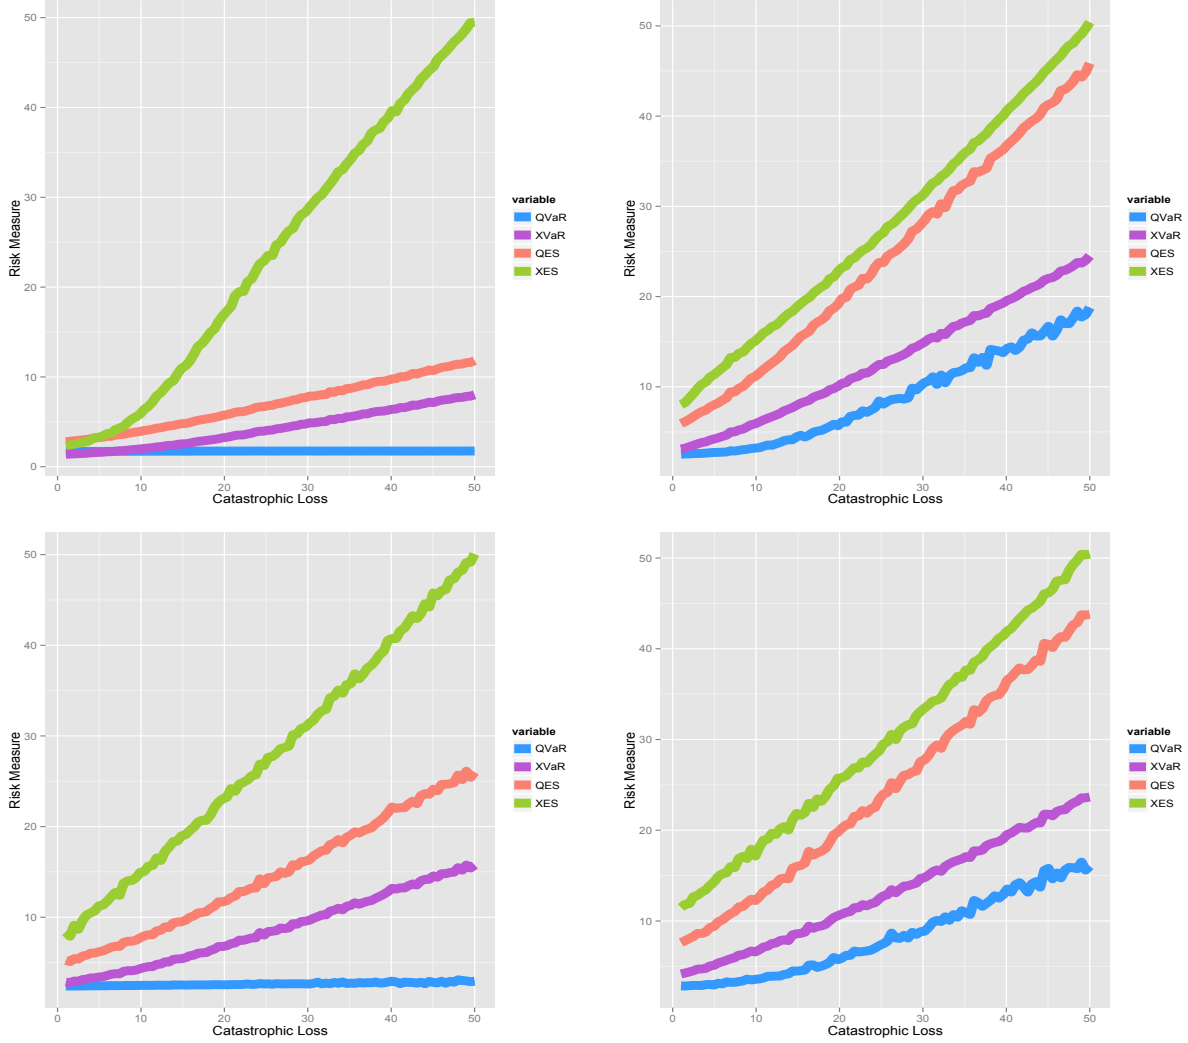 50
40
30
20
10
0
Risk Measure
0 10 20 30 40 50
Catastrophic Loss
variable
QVaR
XVaR
QES
XES
50
40
30
20
10
Risk Measure
0 10 20 30 40 50
Catastrophic Loss
variable
QVaR
XVaR
QES
XES
50
40
30
20
10
Risk Measure
0 10 20 30 40 50
Catastrophic Loss
variable
QVaR
XVaR
QES
XES
50
40
30
20
10
Risk Measure
0 10 20 30 40 50
Catastrophic Loss
variable
QVaR
XVaR
QES
XES